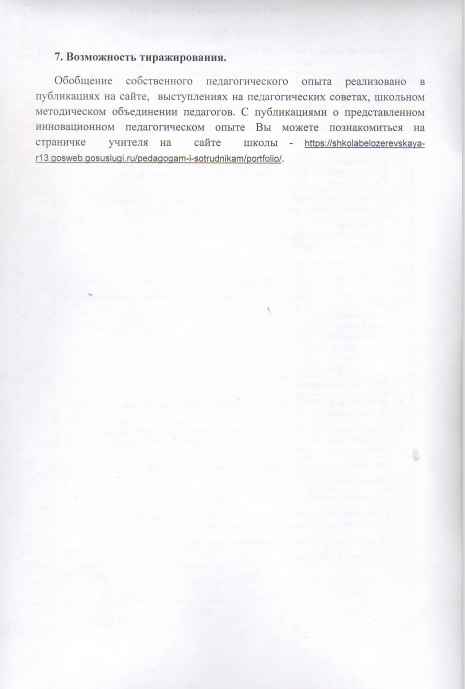 7. Возможность тиражирования.
Обобщение собственного педагогического опыта реализовано в
публикациях на сайте, выступлениях на педагогических советах, школьном
методическом объединении педагогов. С публикациями о представленном
инновационном педагогическом опыте Вы можете познакомиться на
страничке учителя на сайте школы - https://shkolabelozerevskaya-
r13.gosweb.gosuslugi.ru/pedagogam-i-sotrudnikam/portfolio/.